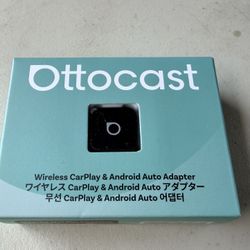 Ottocast
Wireless CarPlay & Android Auto Adapter
ワイヤレス CarPlay & Android Auto アダプター
무선 CarPlay & Android Auto 어댑터